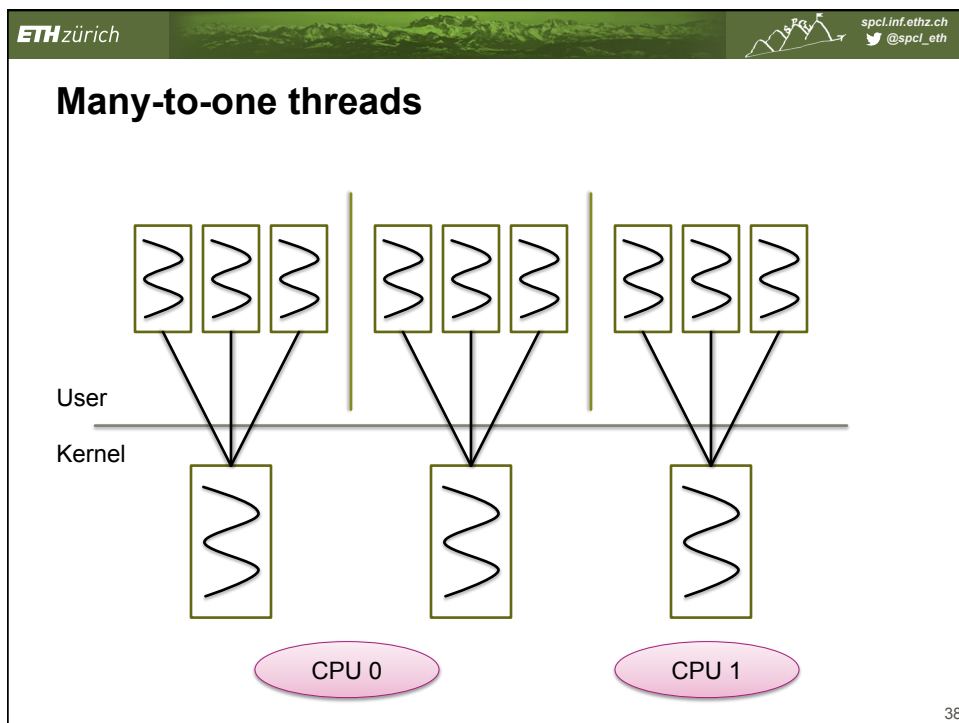 ETH zürich
spcl.inf.ethz.ch
@spcl_eth
Many-to-one threads
User
Kernel
CPU 0
CPU 1
38